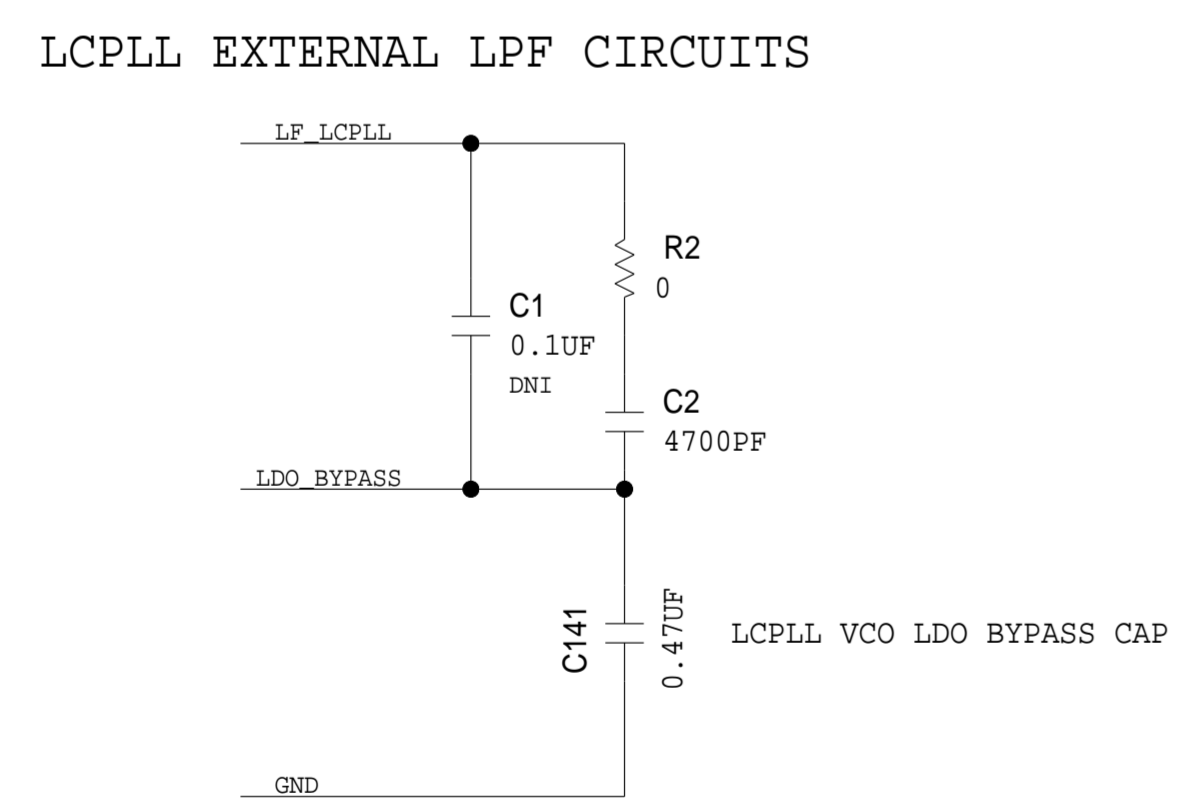 LCPLL EXTERNAL LPF CIRCUITS
LF_LCPLL
R2
0
C1
0.1UF
DNI
C2
4700PF
LDO_BYPASS
C141
0.47UF
LCPLL VCO LDO BYPASS CAP
GND